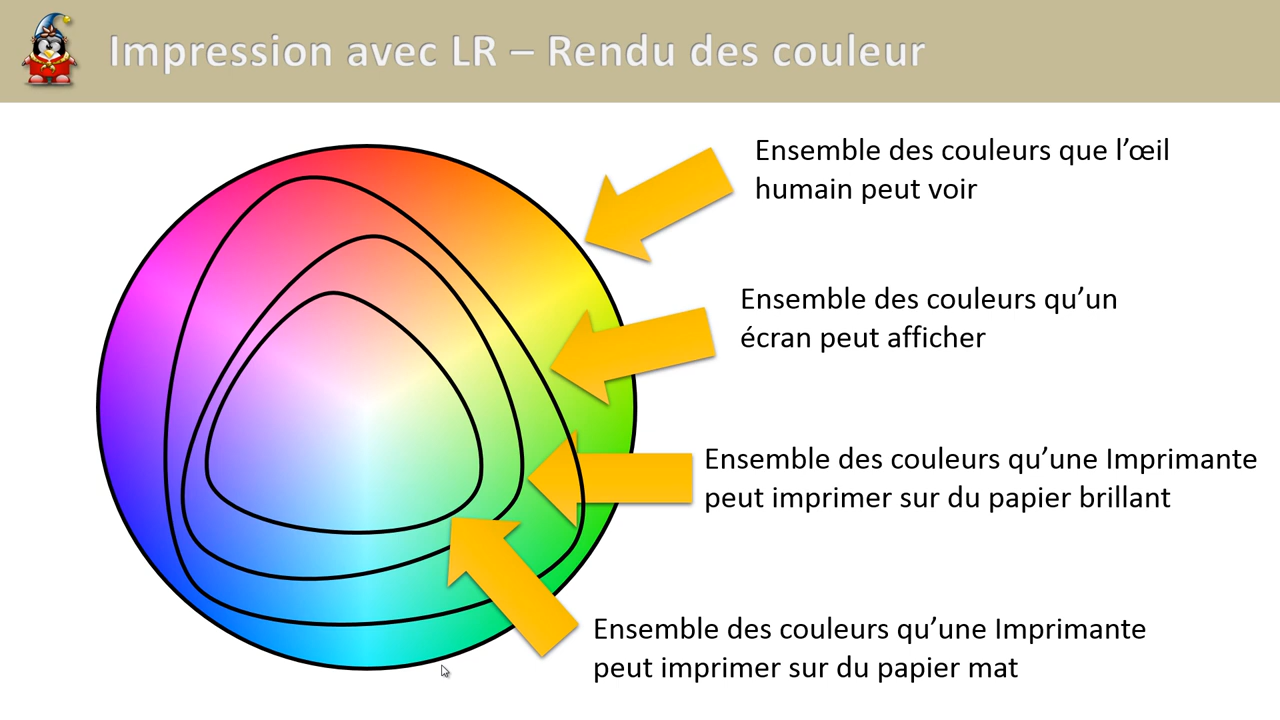 Impression avec LR – Rendu des couleur
Ensemble des couleurs que l’œil
humain peut voir
Ensemble des couleurs qu’un
écran peut afficher
Ensemble des couleurs qu’une Imprimante
peut imprimer sur du papier brillant
Ensemble des couleurs qu’une Imprimante
peut imprimer sur du papier mat